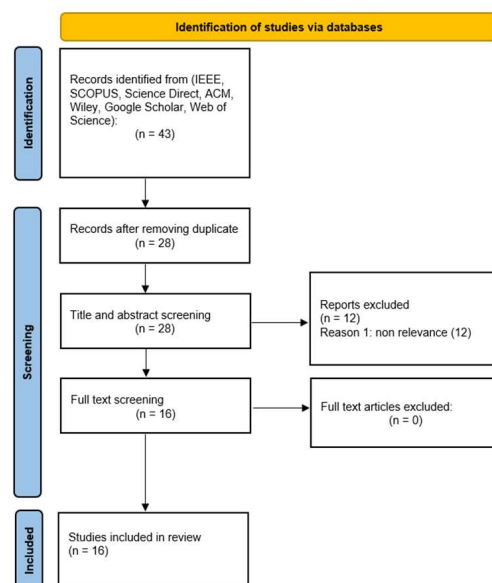 Identification of studies via databases
Identification
Records identified from (IEEE,
SCOPUS, Science Direct, ACM,
Wiley, Google Scholar, Web of
Science):
(n = 43)
Screening
Records after removing duplicate
(n = 28)
Title and abstract screening
(n = 28)
Reports excluded
(n = 12)
Reason 1: non relevance (12)
Full text screening
(n = 16)
Full text articles excluded:
(n = 0)
Included
Studies included in review
(n = 16)